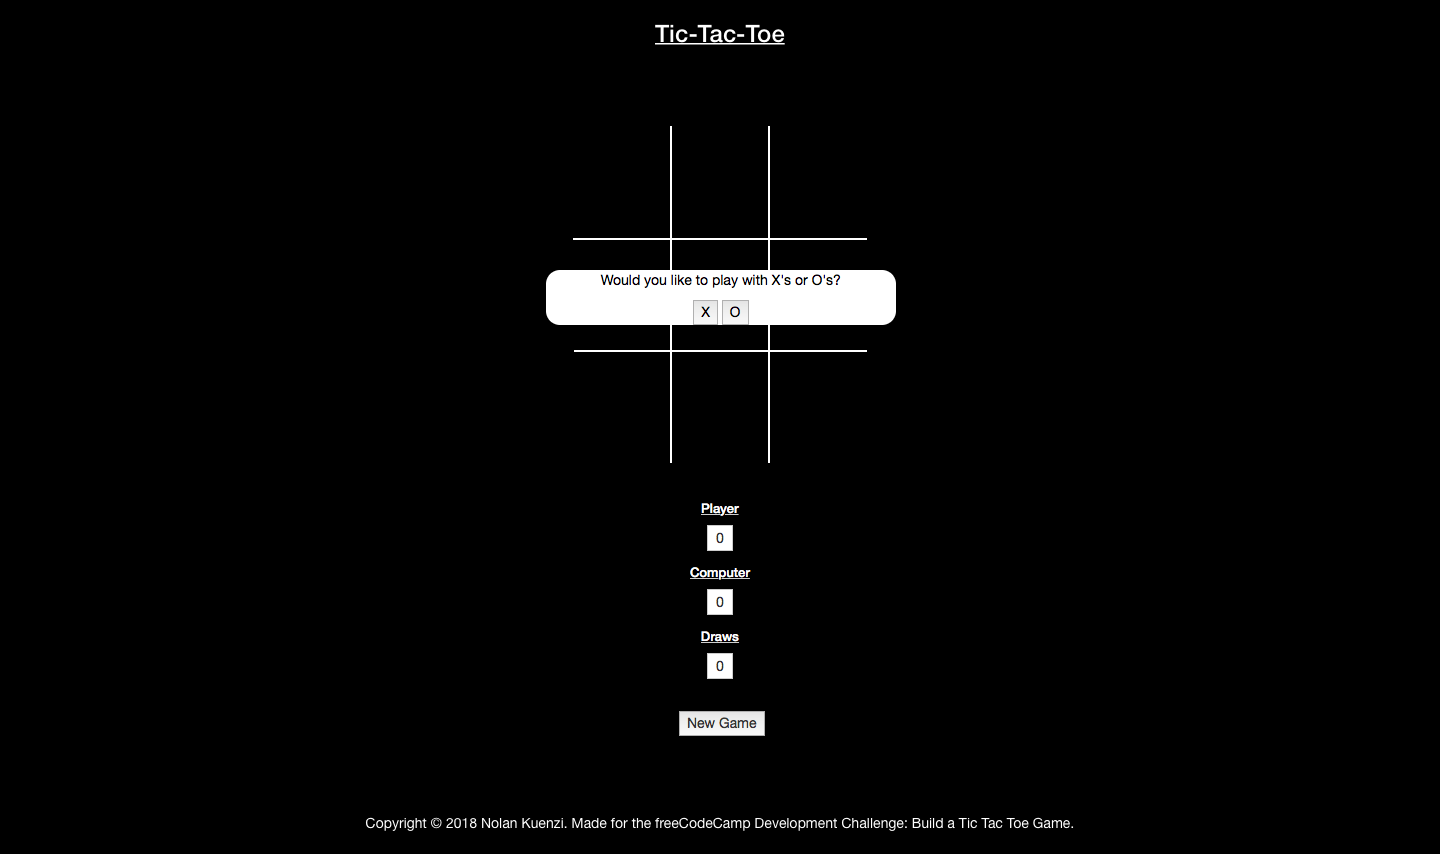 Tic-Tac-Toe
Would you like to play with X's or O's?
X O
Player
0
Computer
0
Draws
0
New Game
Copyright © 2018 Nolan Kuenzi. Made for the freeCodeCamp Development Challenge: Build a Tic Tac Toe Game.